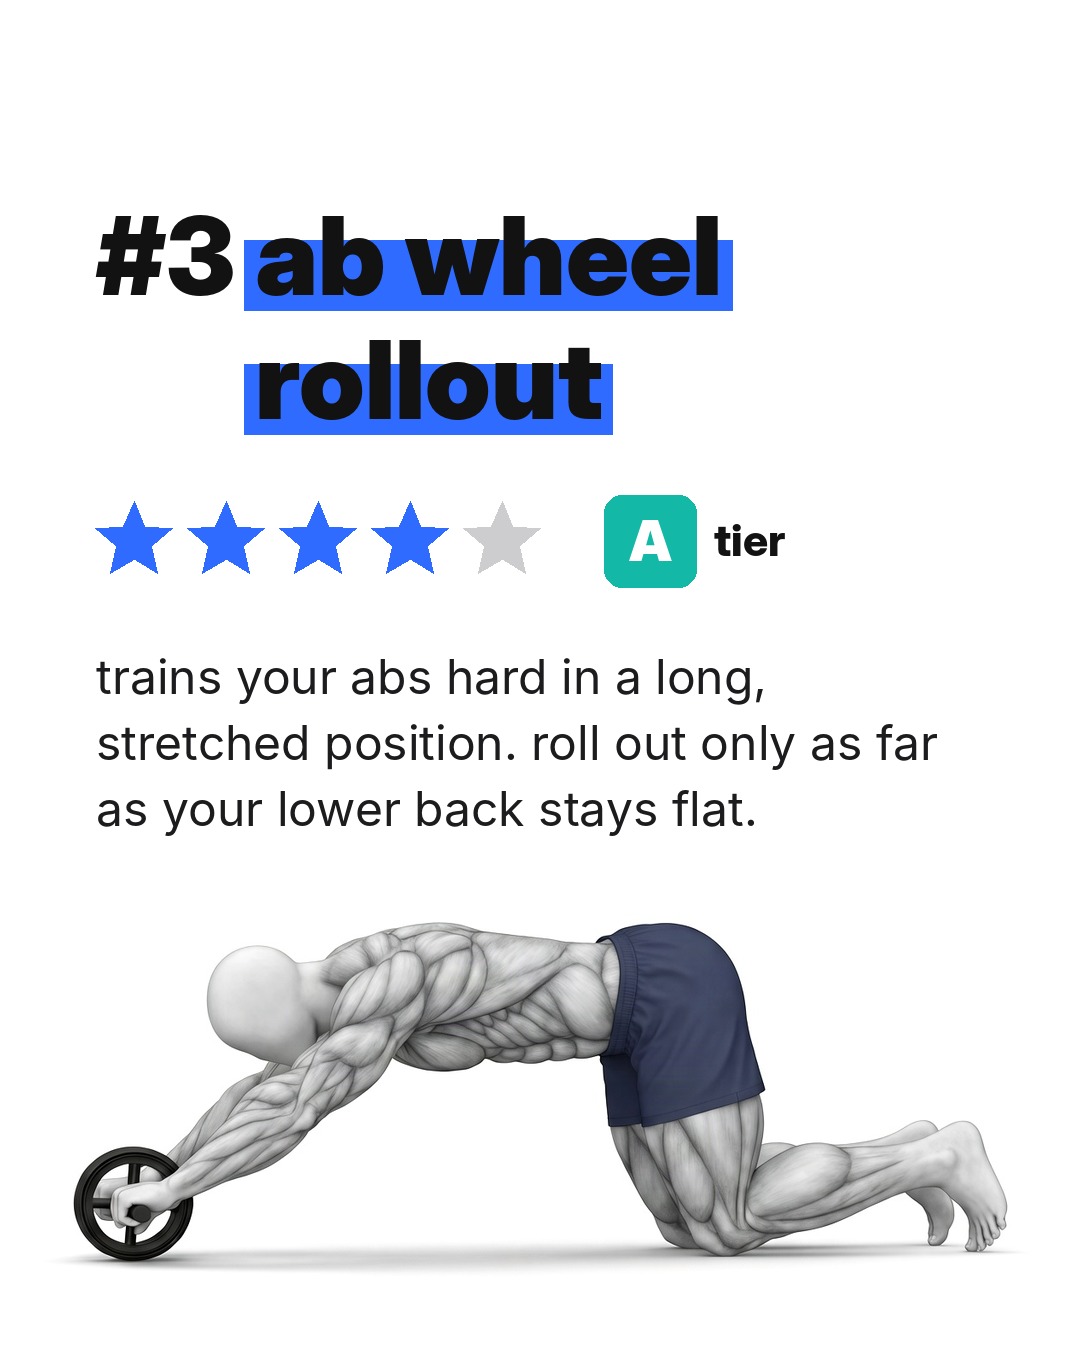 #3 ab wheel
rollout
A tier
trains your abs hard in a long,
stretched position. roll out only as far
as your lower back stays flat.